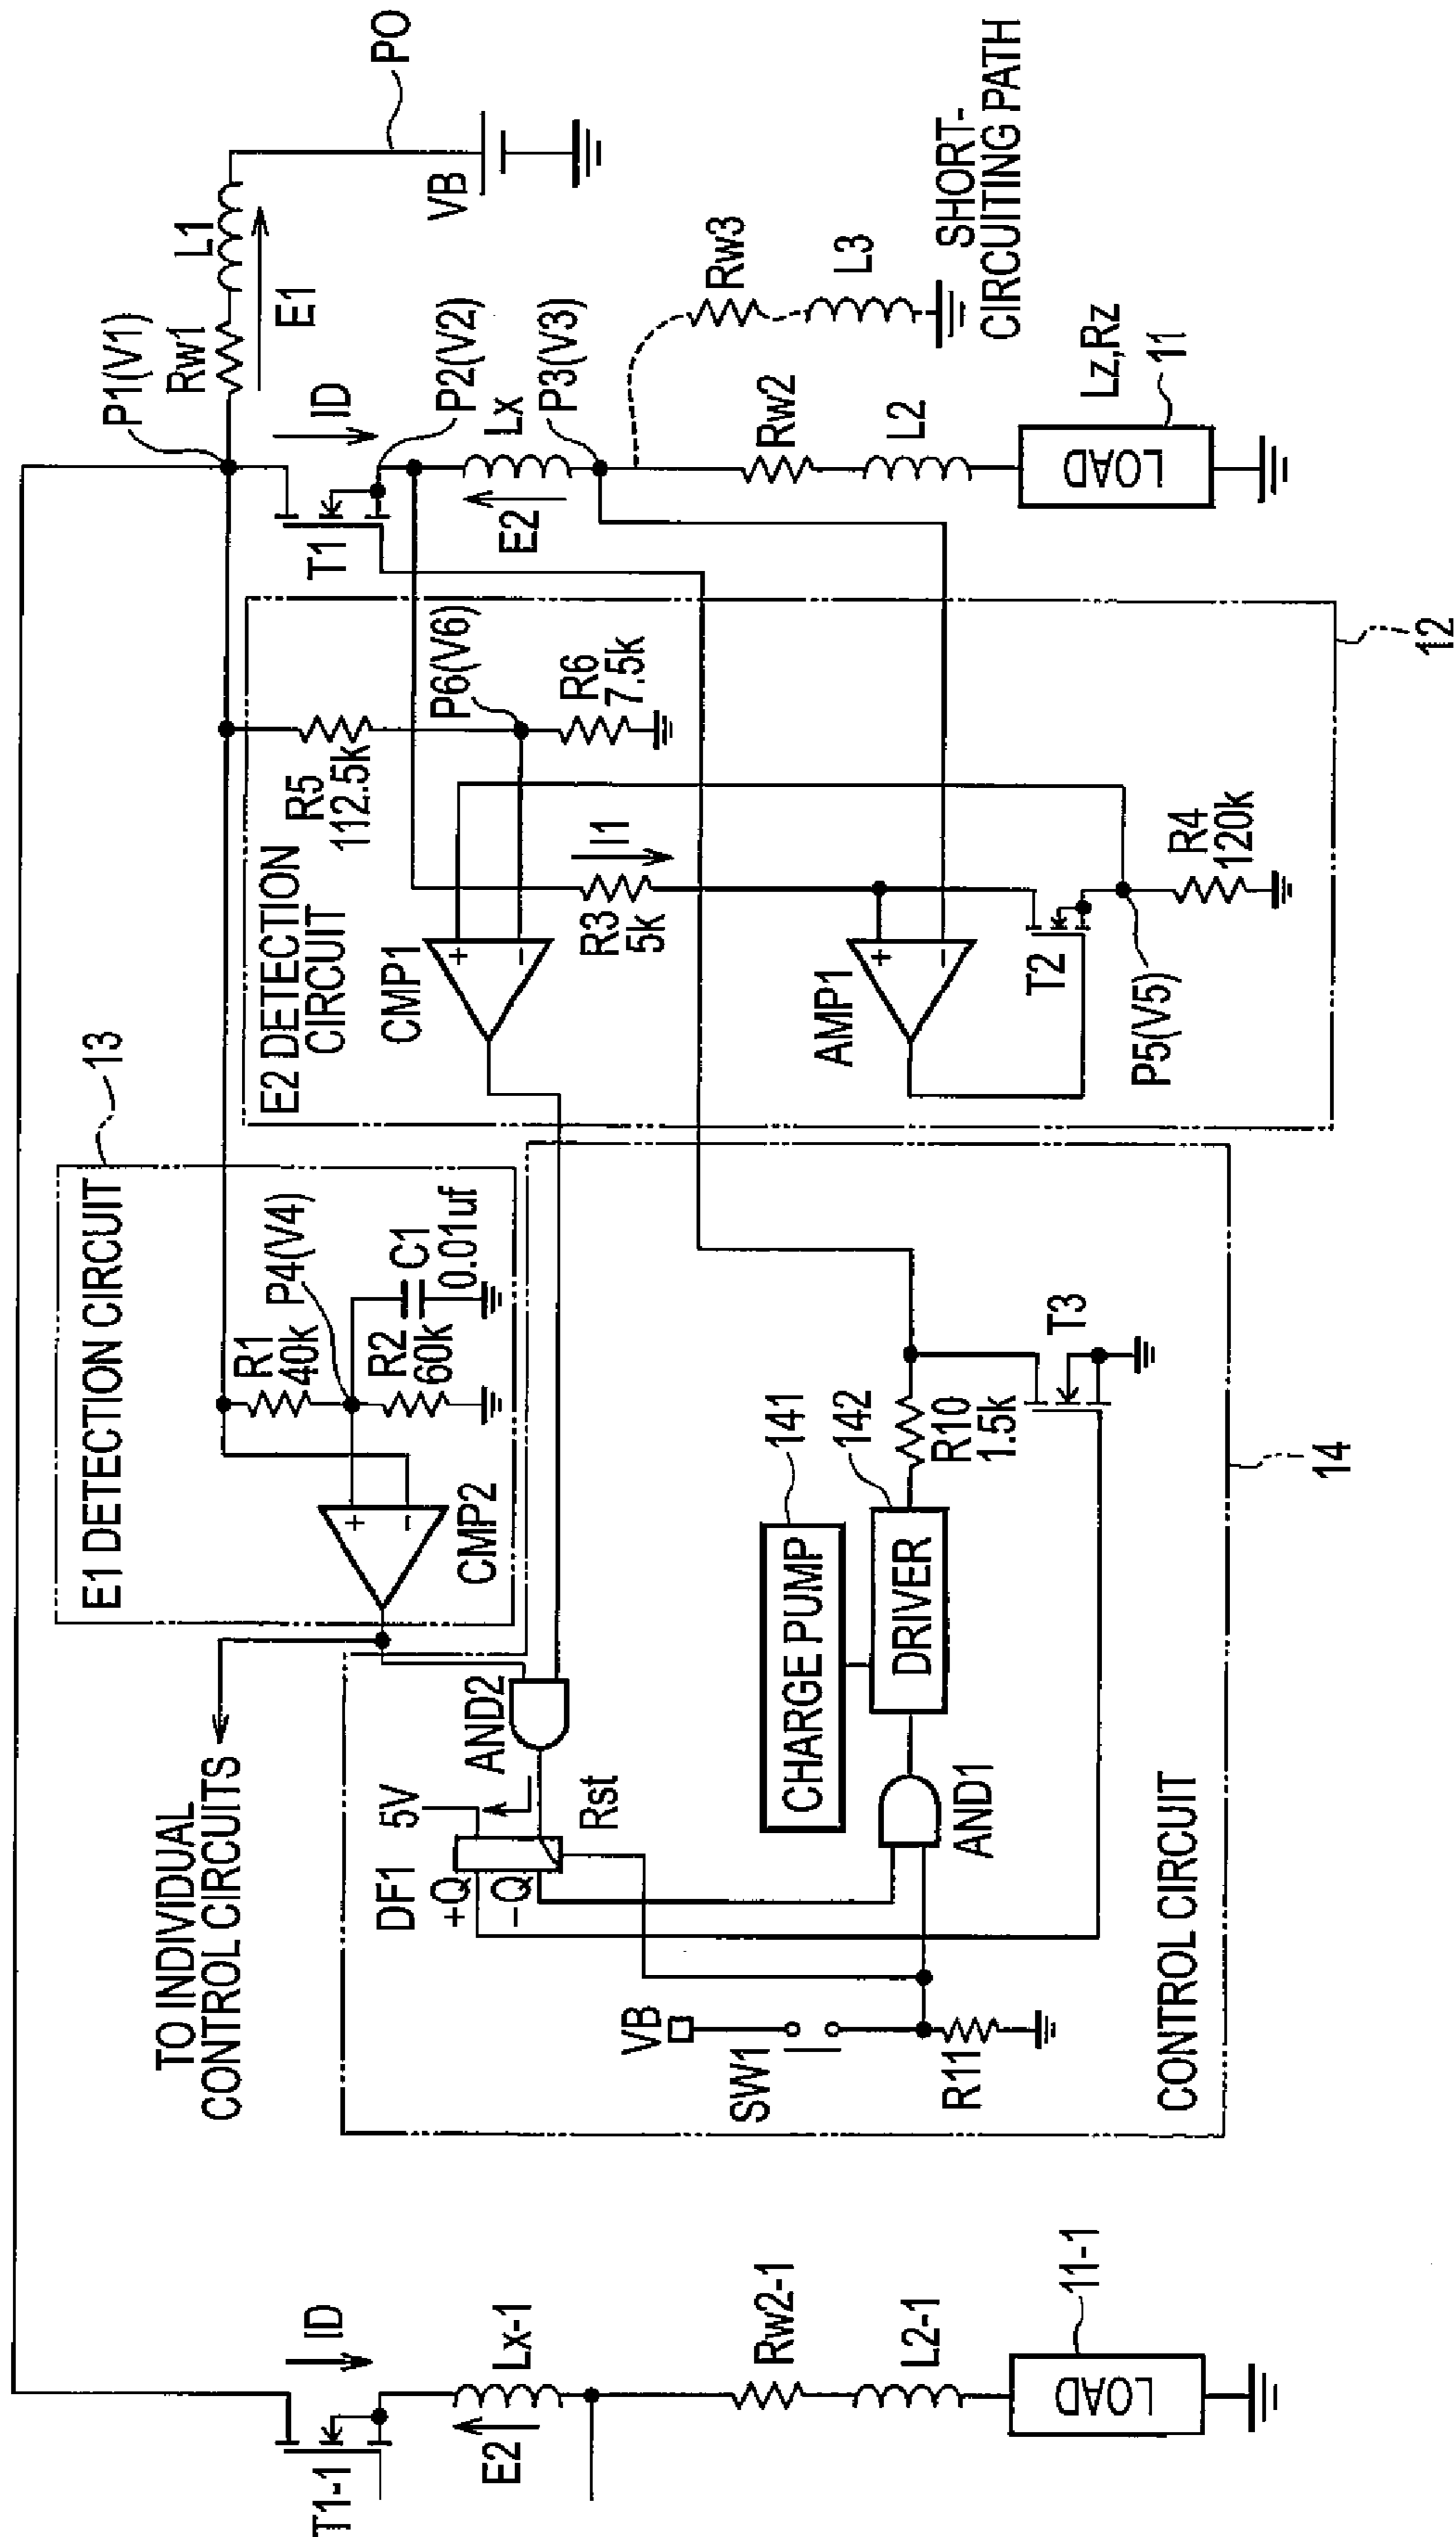 P1(V1)
Rw1
L1
E1
PO
VB
ID
T1
P2(V2)
Lx
E2
P3(V3)
Rw3
L3
SHORT-
CIRCUITING PATH
Rw2
L2
Lz,Rz
LOAD
11
12
E2 DETECTION
CIRCUIT
R5
112.5k
P6(V6)
R6
7.5k
CMP1
+
-
R3
5k
I1
AMP1
+
-
T2
P5(V5)
R4
120k
13
E1 DETECTION CIRCUIT
R1
40k
P4(V4)
R2
60k
C1
0.01uf
CMP2
+
-
TO INDIVIDUAL
CONTROL CIRCUITS
AND2
5V
Rst
DF1
+Q
-Q
CHARGE PUMP
141
DRIVER
142
R10
1.5k
T3
AND1
VB
SW1
R11
CONTROL CIRCUIT
14
T1-1
ID
Lx-1
E2
Rw2-1
L2-1
LOAD
11-1